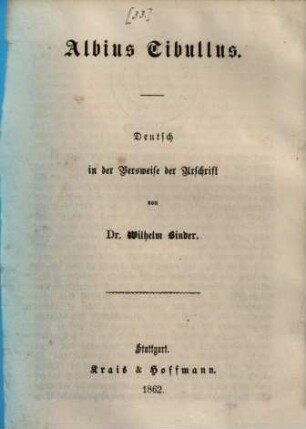 [33.]
Albius Tibullus.
Deutsch
in der Versweise der Urschrift
von
Dr. Wilhelm Binder.
Stuttgart.
Krais & Hoffmann.
1862.